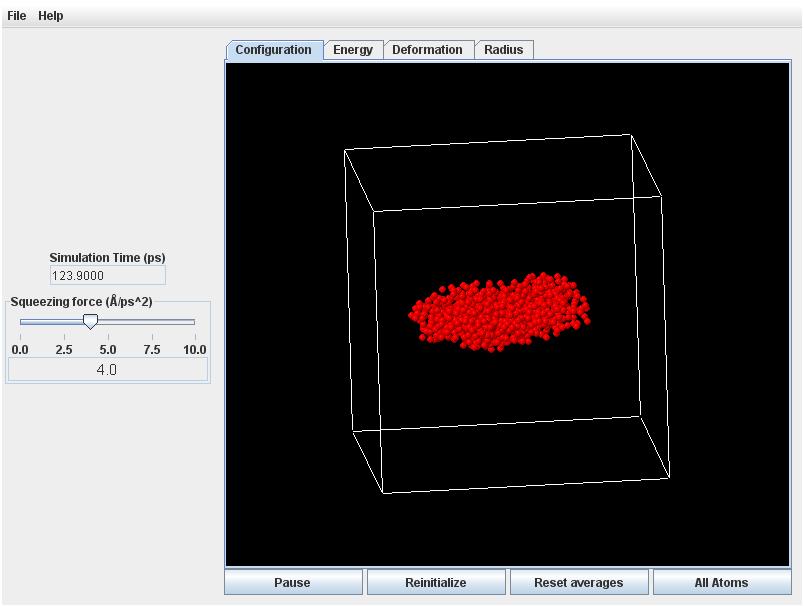 File Help
Configuration Energy Deformation Radius
Simulation Time (ps)
123.9000
Squeezing force (Å/ps^2)
0.0 2.5 5.0 7.5 10.0
4.0
Pause Reinitialize Reset averages All Atoms